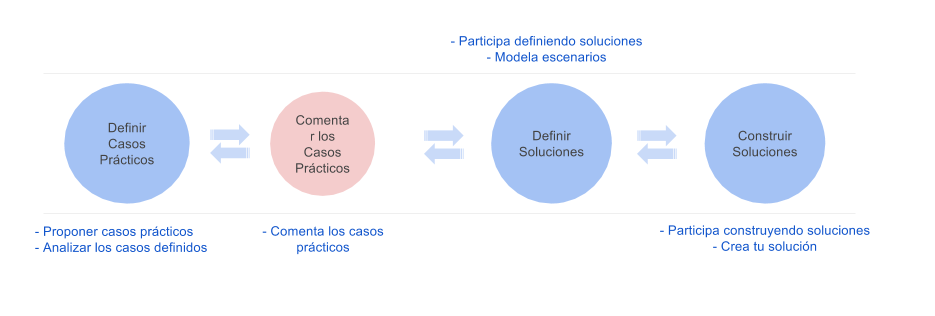 - Participa definiendo soluciones
- Modela escenarios
Definir
Casos
Prácticos
Comenta
r los
Casos
Prácticos
Definir
Soluciones
Construir
Soluciones
- Proponer casos prácticos
- Analizar los casos definidos
- Comenta los casos
prácticos
- Participa construyendo soluciones
- Crea tu solución